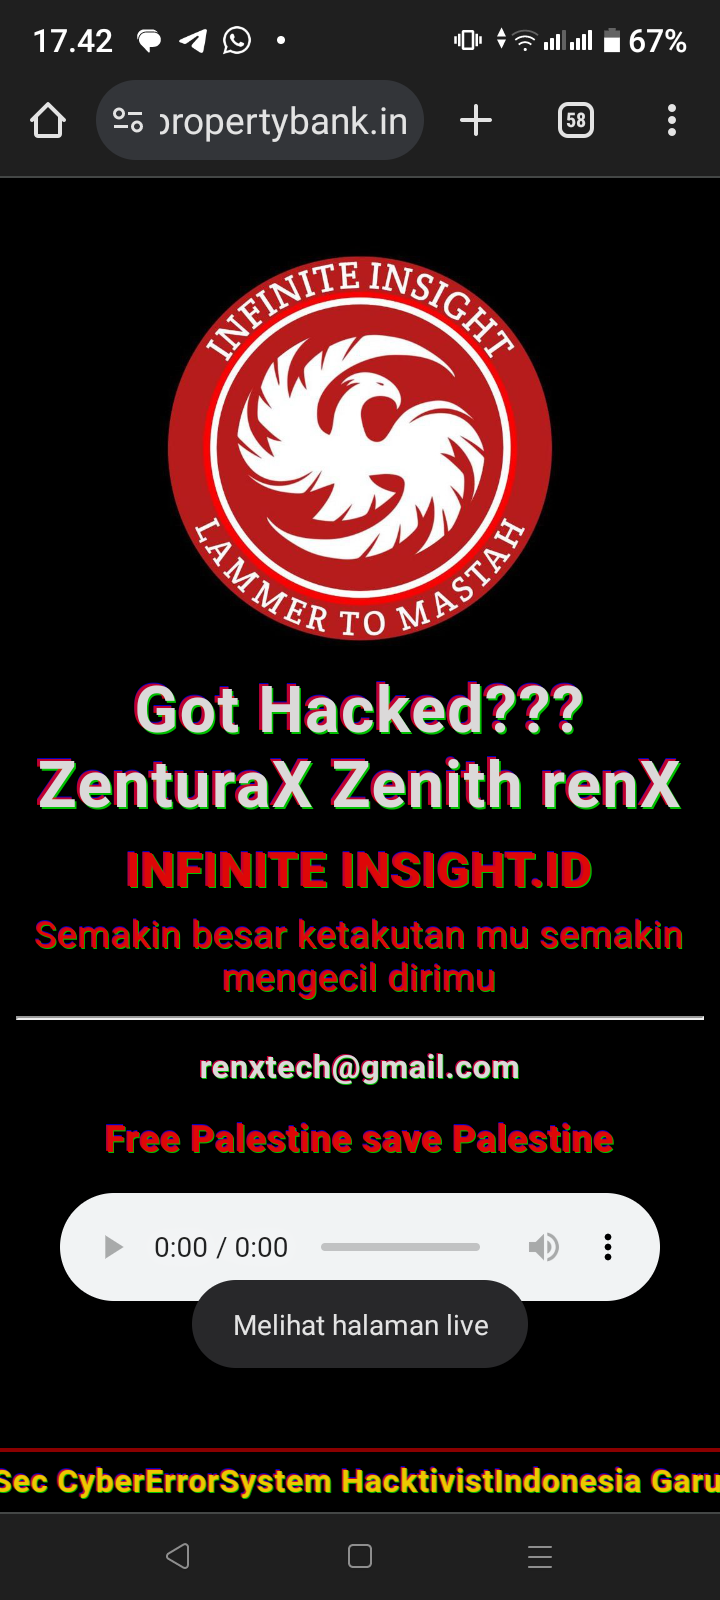 17.42
67%
propertybank.in
58
INFINITE INSIGHT
LAMMER TO MASTAH
Got Hacked???
ZenturaX Zenith renX
INFINITE INSIGHT.ID
Semakin besar ketakutan mu semakin
mengecil dirimu
renxtech@gmail.com
Free Palestine save Palestine
0:00 / 0:00
Melihat halaman live
Sec CyberErrorSystem HacktivistIndonesia Garu